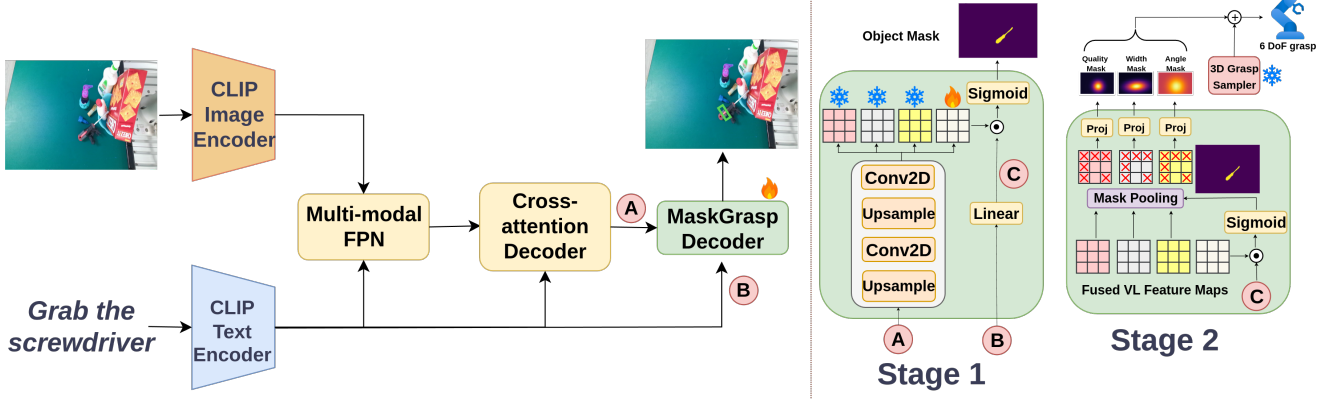 CLIP
Image
Encoder
Grab the
screwdriver
CLIP
Text
Encoder
Multi-modal
FPN
Cross-
attention
Decoder
A
MaskGrasp
Decoder
B
Object Mask
Sigmoid
C
Conv2D
Upsample
Conv2D
Upsample
Linear
A
B
Stage 1
6 DoF grasp
Quality
Mask
Width
Mask
Angle
Mask
3D Grasp
Sampler
Proj
Proj
Proj
Mask Pooling
Sigmoid
Fused VL Feature Maps
C
Stage 2